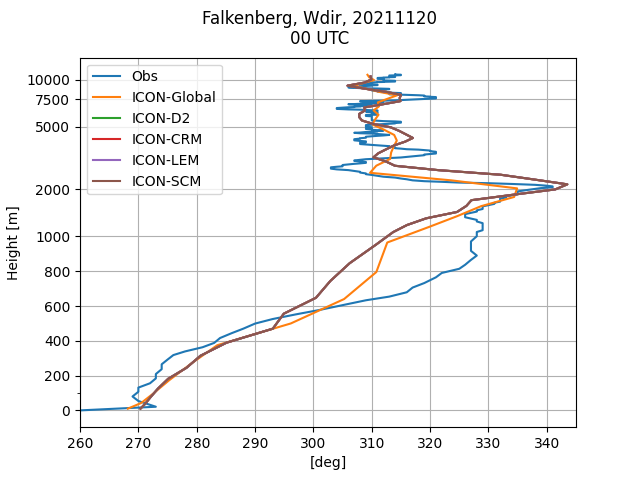 Falkenberg, Wdir, 20211120
00 UTC
Obs
ICON-Global
ICON-D2
ICON-CRM
ICON-LEM
ICON-SCM
Height [m]
10000
7500
5000
2000
1000
800
600
400
200
0
260 270 280 290 300 310 320 330 340
[deg]